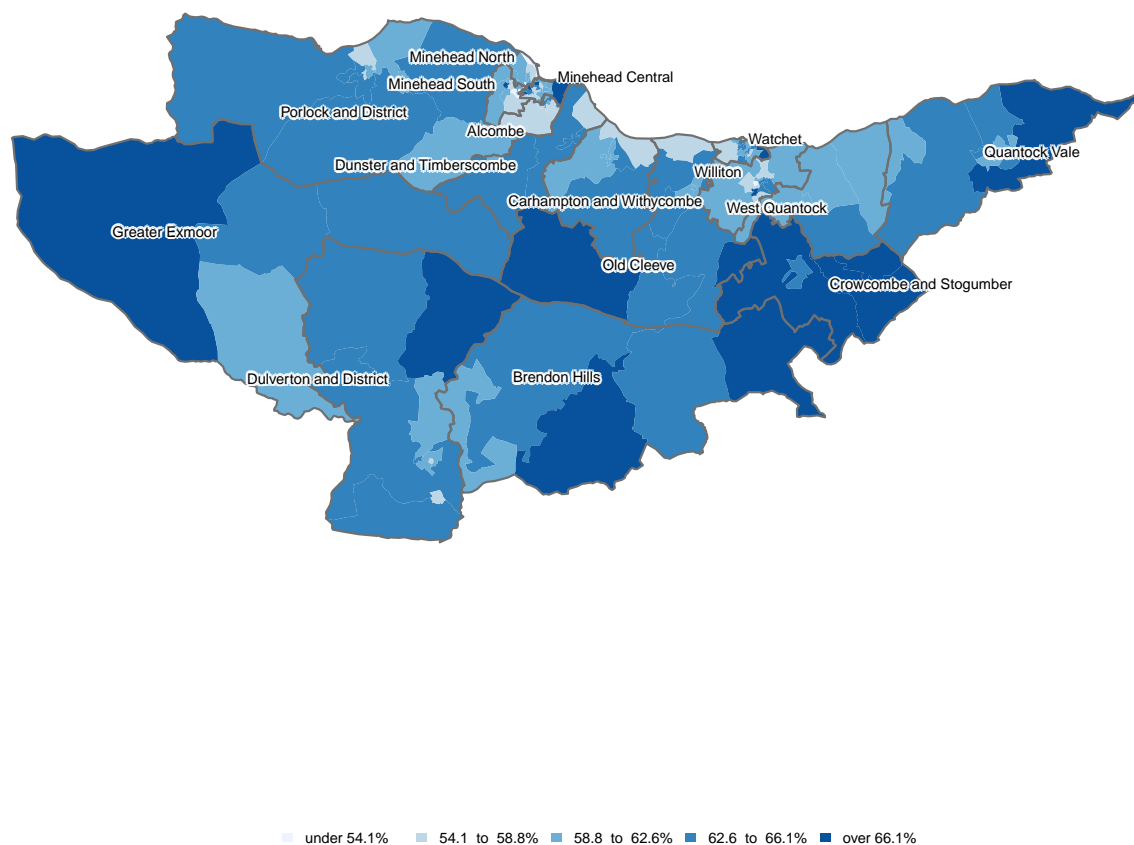 Minehead North
Minehead Central
Minehead South
Porlock and District
Alcombe
Watchet
Quantock Vale
Dunster and Timberscombe
Williton
Carhampton and Withycombe
West Quantock
Greater Exmoor
Old Cleeve
Crowcombe and Stogumber
Dulverton and District
Brendon Hills
under 54.1% 54.1 to 58.8% 58.8 to 62.6% 62.6 to 66.1% over 66.1%